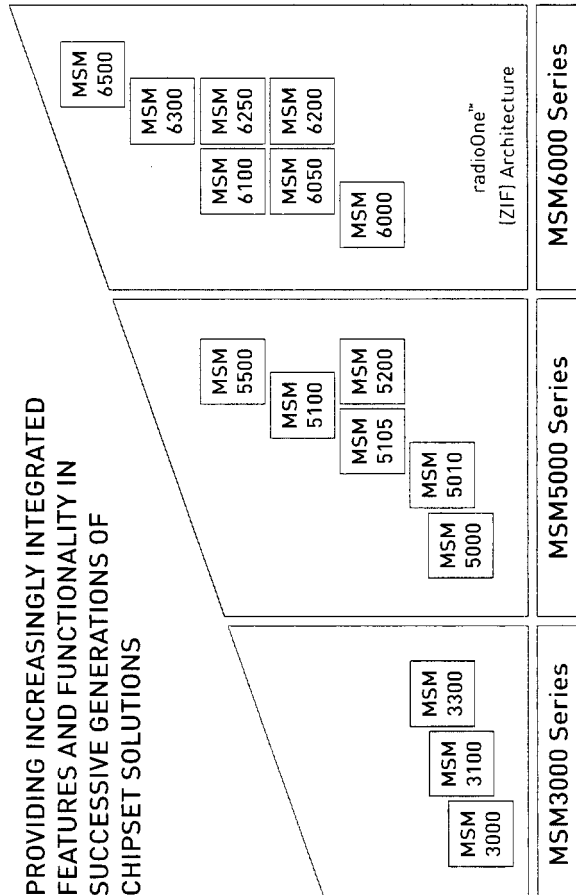 PROVIDING INCREASINGLY INTEGRATED
FEATURES AND FUNCTIONALITY IN
SUCCESSIVE GENERATIONS OF
CHIPSET SOLUTIONS
MSM
3000
MSM
3100
MSM
3300
MSM3000 Series
MSM
5000
MSM
5010
MSM
5105
MSM
5200
MSM
5100
MSM
5500
MSM5000 Series
MSM
6000
MSM
6050
MSM
6200
MSM
6100
MSM
6250
MSM
6300
MSM
6500
radioOne™
(ZIF) Architecture
MSM6000 Series